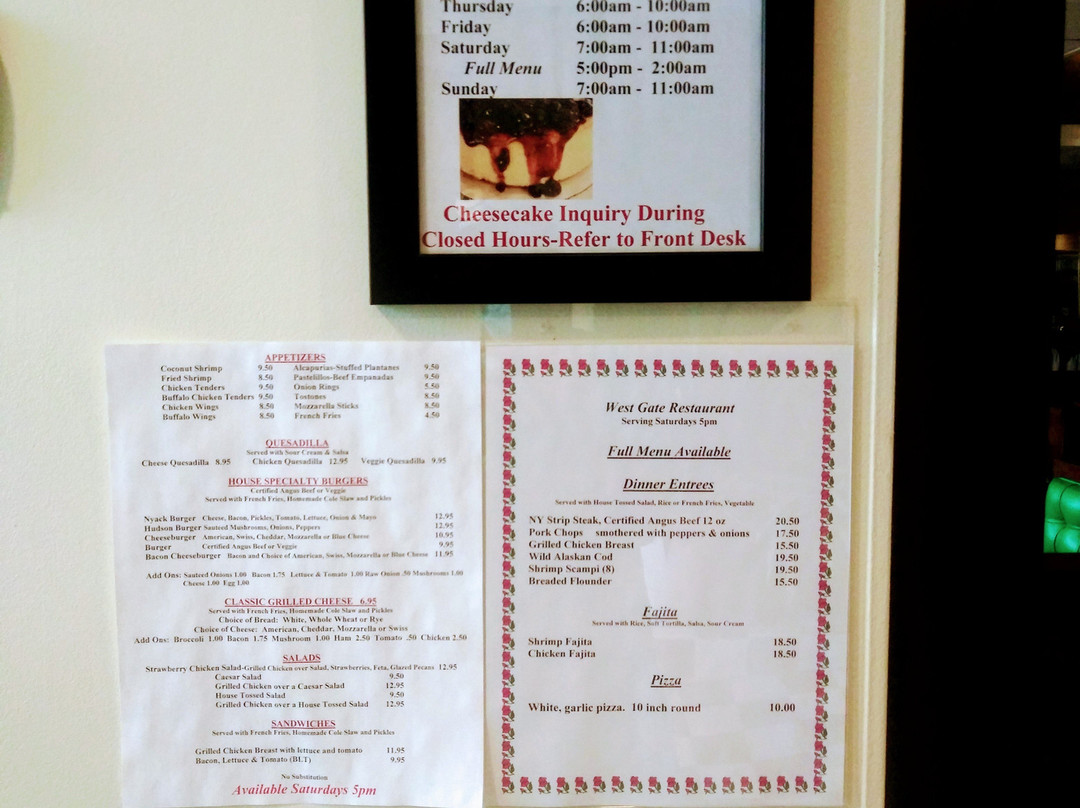 Thursday 6:00am - 10:00am
Friday 6:00am - 10:00am
Saturday 7:00am - 11:00am
Full Menu 5:00pm - 2:00am
Sunday 7:00am - 11:00am
Cheesecake Inquiry During
Closed Hours-Refer to Front Desk
APPETIZERS
Coconut Shrimp 9.50 Alcapurias-Stuffed Plantanes 9.50
Fried Shrimp 8.50 Pastelillos-Beef Empanadas 9.50
Chicken Tenders 9.50 Onion Rings 5.50
Buffalo Chicken Tenders 9.50 Tostones 8.50
Chicken Wings 8.50 Mozzarella Sticks 8.50
Buffalo Wings 8.50 French Fries 4.50
QUESADILLA
Served with Sour Cream & Salsa
Cheese Quesadilla 8.95 Chicken Quesadilla 12.95 Veggie Quesadilla 9.95
HOUSE SPECIALTY BURGERS
Certified Angus Beef or Veggie
Served with French Fries, Homemade Cole Slaw and Pickles
Nyack Burger Cheese, Bacon, Pickles, Tomato, Lettuce, Onion & Mayo 12.95
Hudson Burger Sauteed Mushrooms, Onions, Peppers 12.95
Cheeseburger American, Swiss, Cheddar, Mozzarella or Blue Cheese 10.95
Burger Certified Angus Beef or Veggie 9.95
Bacon Cheeseburger Bacon and Choice of American, Swiss, Mozzarella or Blue Cheese 11.95
Add Ons: Sauteed Onions 1.00 Bacon 1.75 Lettuce & Tomato 1.00 Raw Onion .50 Mushrooms 1.00
Cheese 1.00 Egg 1.00
CLASSIC GRILLED CHEESE 6.95
Served with French Fries, Homemade Cole Slaw and Pickles
Choice of Bread: White, Whole Wheat or Rye
Choice of Cheese: American, Cheddar, Mozzarella or Swiss
Add Ons: Broccoli 1.00 Bacon 1.75 Mushroom 1.00 Ham 2.50 Tomato .50 Chicken 2.50
SALADS
Strawberry Chicken Salad-Grilled Chicken over Salad, Strawberries, Feta, Glazed Pecans 12.95
Caesar Salad 9.50
Grilled Chicken over a Caesar Salad 12.95
House Tossed Salad 9.50
Grilled Chicken over a House Tossed Salad 12.95
SANDWICHES
Served with French Fries, Homemade Cole Slaw and Pickles
Grilled Chicken Breast with lettuce and tomato 11.95
Bacon, Lettuce & Tomato (BLT) 9.95
No Substitution
Available Saturdays 5pm
West Gate Restaurant
Serving Saturdays 5pm
Full Menu Available
Dinner Entrees
Served with House Tossed Salad, Rice or French Fries, Vegetable
NY Strip Steak, Certified Angus Beef 12 oz 20.50
Pork Chops smothered with peppers & onions 17.50
Grilled Chicken Breast 15.50
Wild Alaskan Cod 19.50
Shrimp Scampi (8) 19.50
Breaded Flounder 15.50
Fajita
Served with Rice, Soft Tortilla, Salsa, Sour Cream
Shrimp Fajita 18.50
Chicken Fajita 18.50
Pizza
White, garlic pizza. 10 inch round 10.00